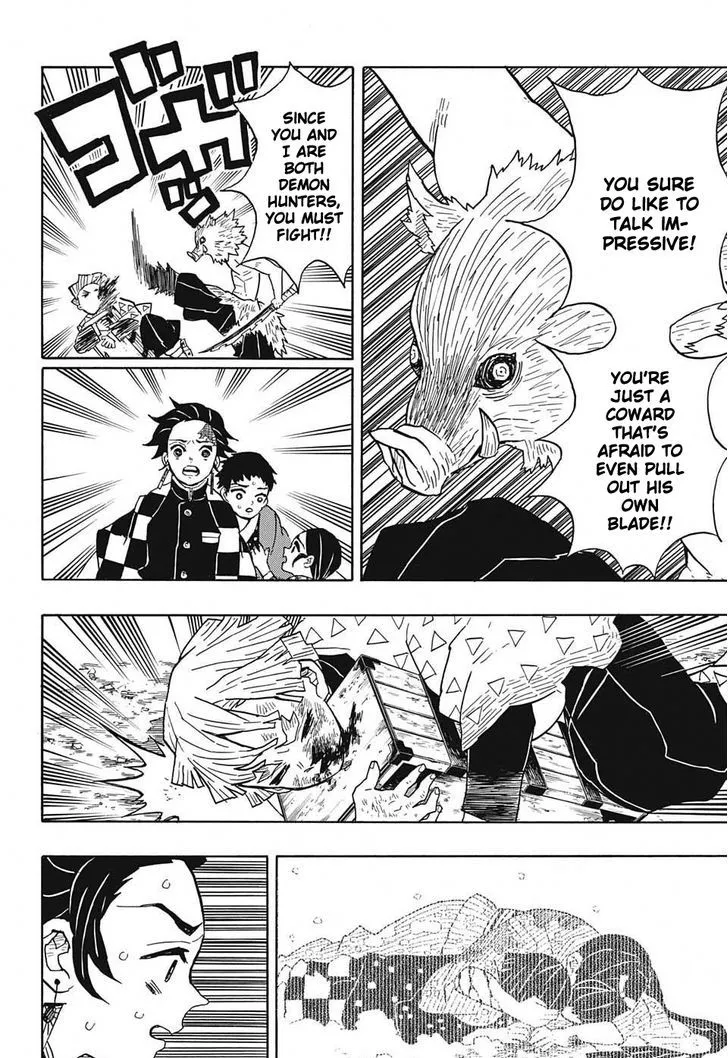 YOU SURE
DO LIKE TO
TALK IM-
PRESSIVE!
YOU'RE
JUST A
COWARD
THAT'S
AFRAID TO
EVEN PULL
OUT HIS
OWN
BLADE!!
SINCE
YOU AND
I ARE
BOTH
DEMON
HUNTERS,
YOU MUST
FIGHT!!